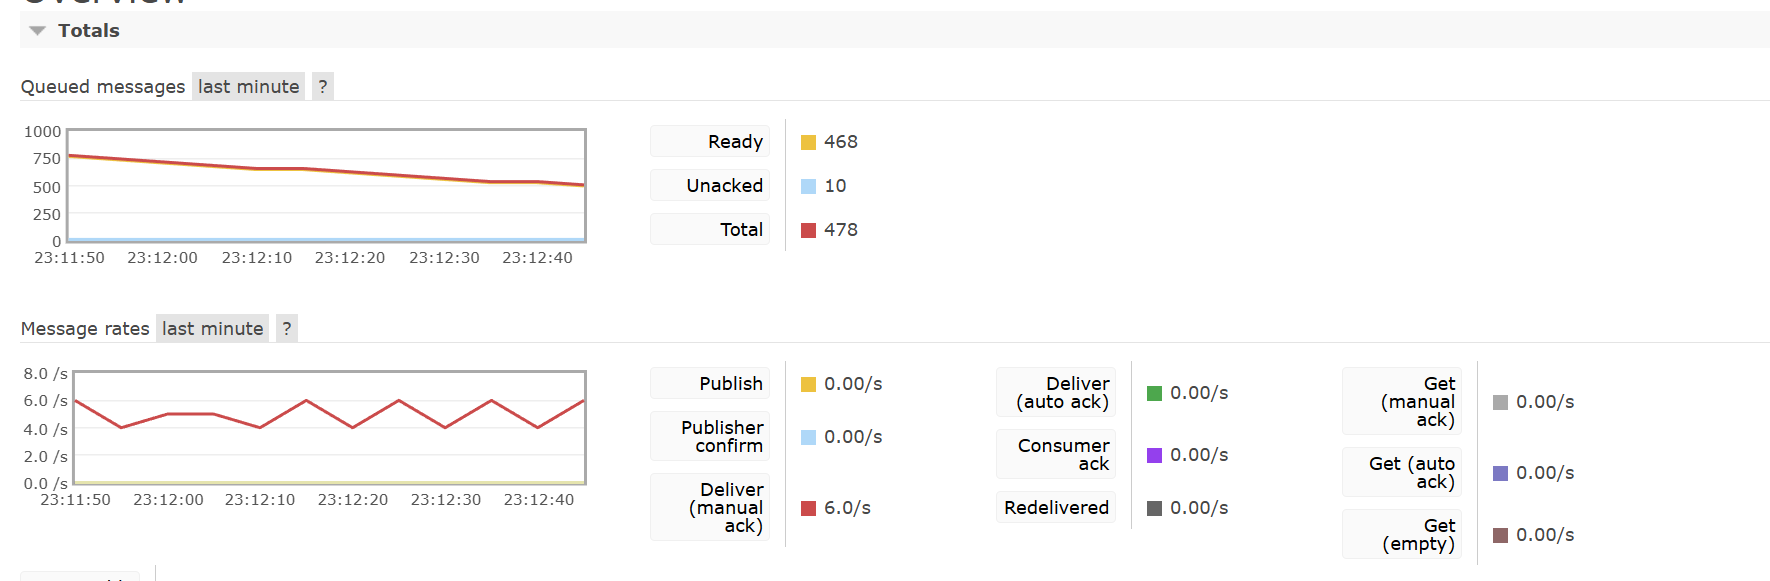 Overview
Totals
Queued messages last minute ?
1000
750
500
250
0
23:11:50 23:12:00 23:12:10 23:12:20 23:12:30 23:12:40
Ready 468
Unacked 10
Total 478
Message rates last minute ?
8.0 /s
6.0 /s
4.0 /s
2.0 /s
0.0 /s
23:11:50 23:12:00 23:12:10 23:12:20 23:12:30 23:12:40
Publish 0.00/s
Publisher
confirm 0.00/s
Deliver
(manual 6.0/s
ack)
Deliver
(auto ack) 0.00/s
Consumer
ack 0.00/s
Redelivered 0.00/s
Get
(manual 0.00/s
ack)
Get (auto
ack) 0.00/s
Get
(empty) 0.00/s